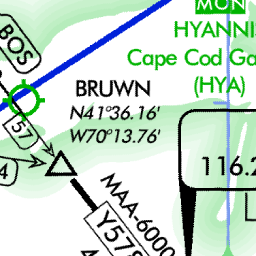 MON
HYANNIS
Cape Cod Ga
(HYA)
BOS
BRUWN
N41°36.16'
W70°13.76'
57
4
116.2
MAA-6000
Y578